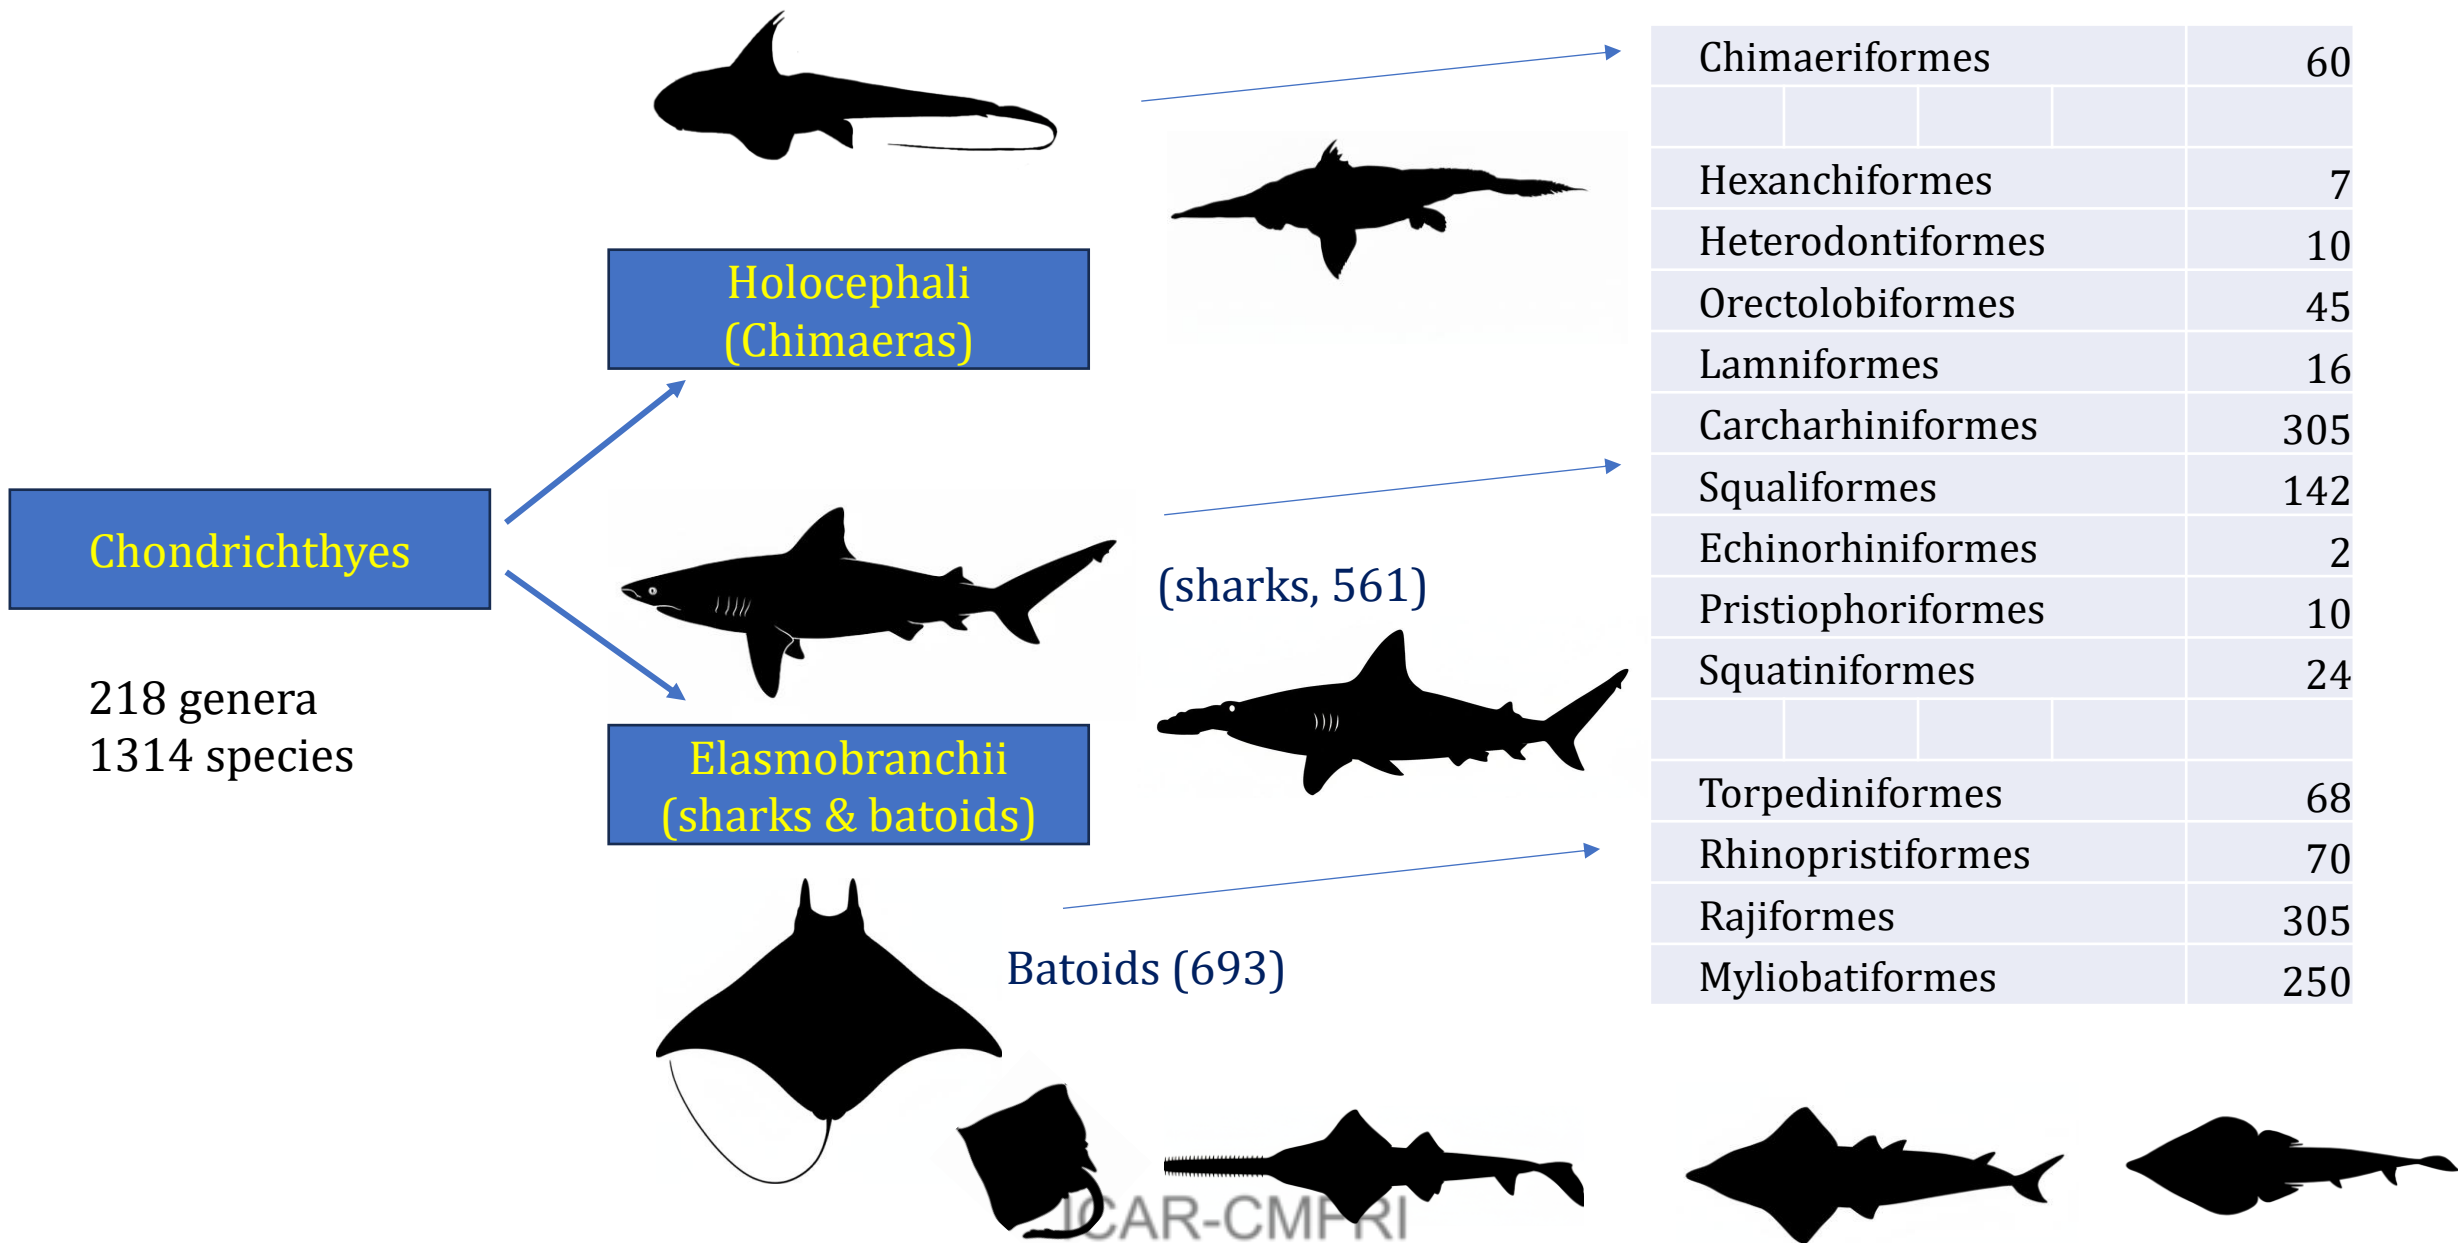 Chondrichthyes
218 genera
1314 species
Holocephali
(Chimaeras)
Elasmobranchii
(sharks & batoids)
(sharks, 561)
Batoids (693)
Chimaeriformes 60
Hexanchiformes 7
Heterodontiformes 10
Orectolobiformes 45
Lamniformes 16
Carcharhiniformes 305
Squaliformes 142
Echinorhiniformes 2
Pristiophoriformes 10
Squatiniformes 24
Torpediniformes 68
Rhinopristiformes 70
Rajiformes 305
Myliobatiformes 250
ICAR-CMFRI